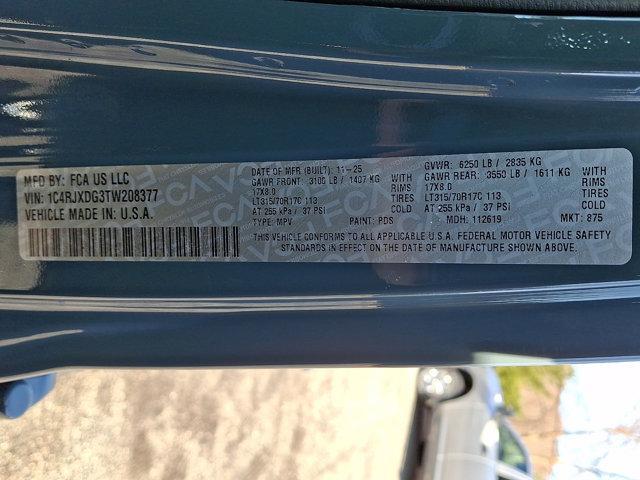 MFD BY: FCA US LLC
VIN: 1C4RJXDG3TW208377
VEHICLE MADE IN U.S.A.
DATE OF MFR (BUILT): 11-25
GAWR FRONT: 3100 LB / 1407 KG WITH
17X8.0 RIMS
LT315/70R17C 113 TIRES
AT 255 kPa / 37 PSI COLD
TYPE: MPV PAINT: PDS
GVWR: 6250 LB / 2835 KG
GAWR REAR: 3550 LB / 1611 KG WITH
17X8.0 RIMS
LT315/70R17C 113 TIRES
AT 255 kPa / 37 PSI COLD
MDH: 112619 MKT: 875
THIS VEHICLE CONFORMS TO ALL APPLICABLE U.S.A. FEDERAL MOTOR VEHICLE SAFETY
STANDARDS IN EFFECT ON THE DATE OF MANUFACTURE SHOWN ABOVE.